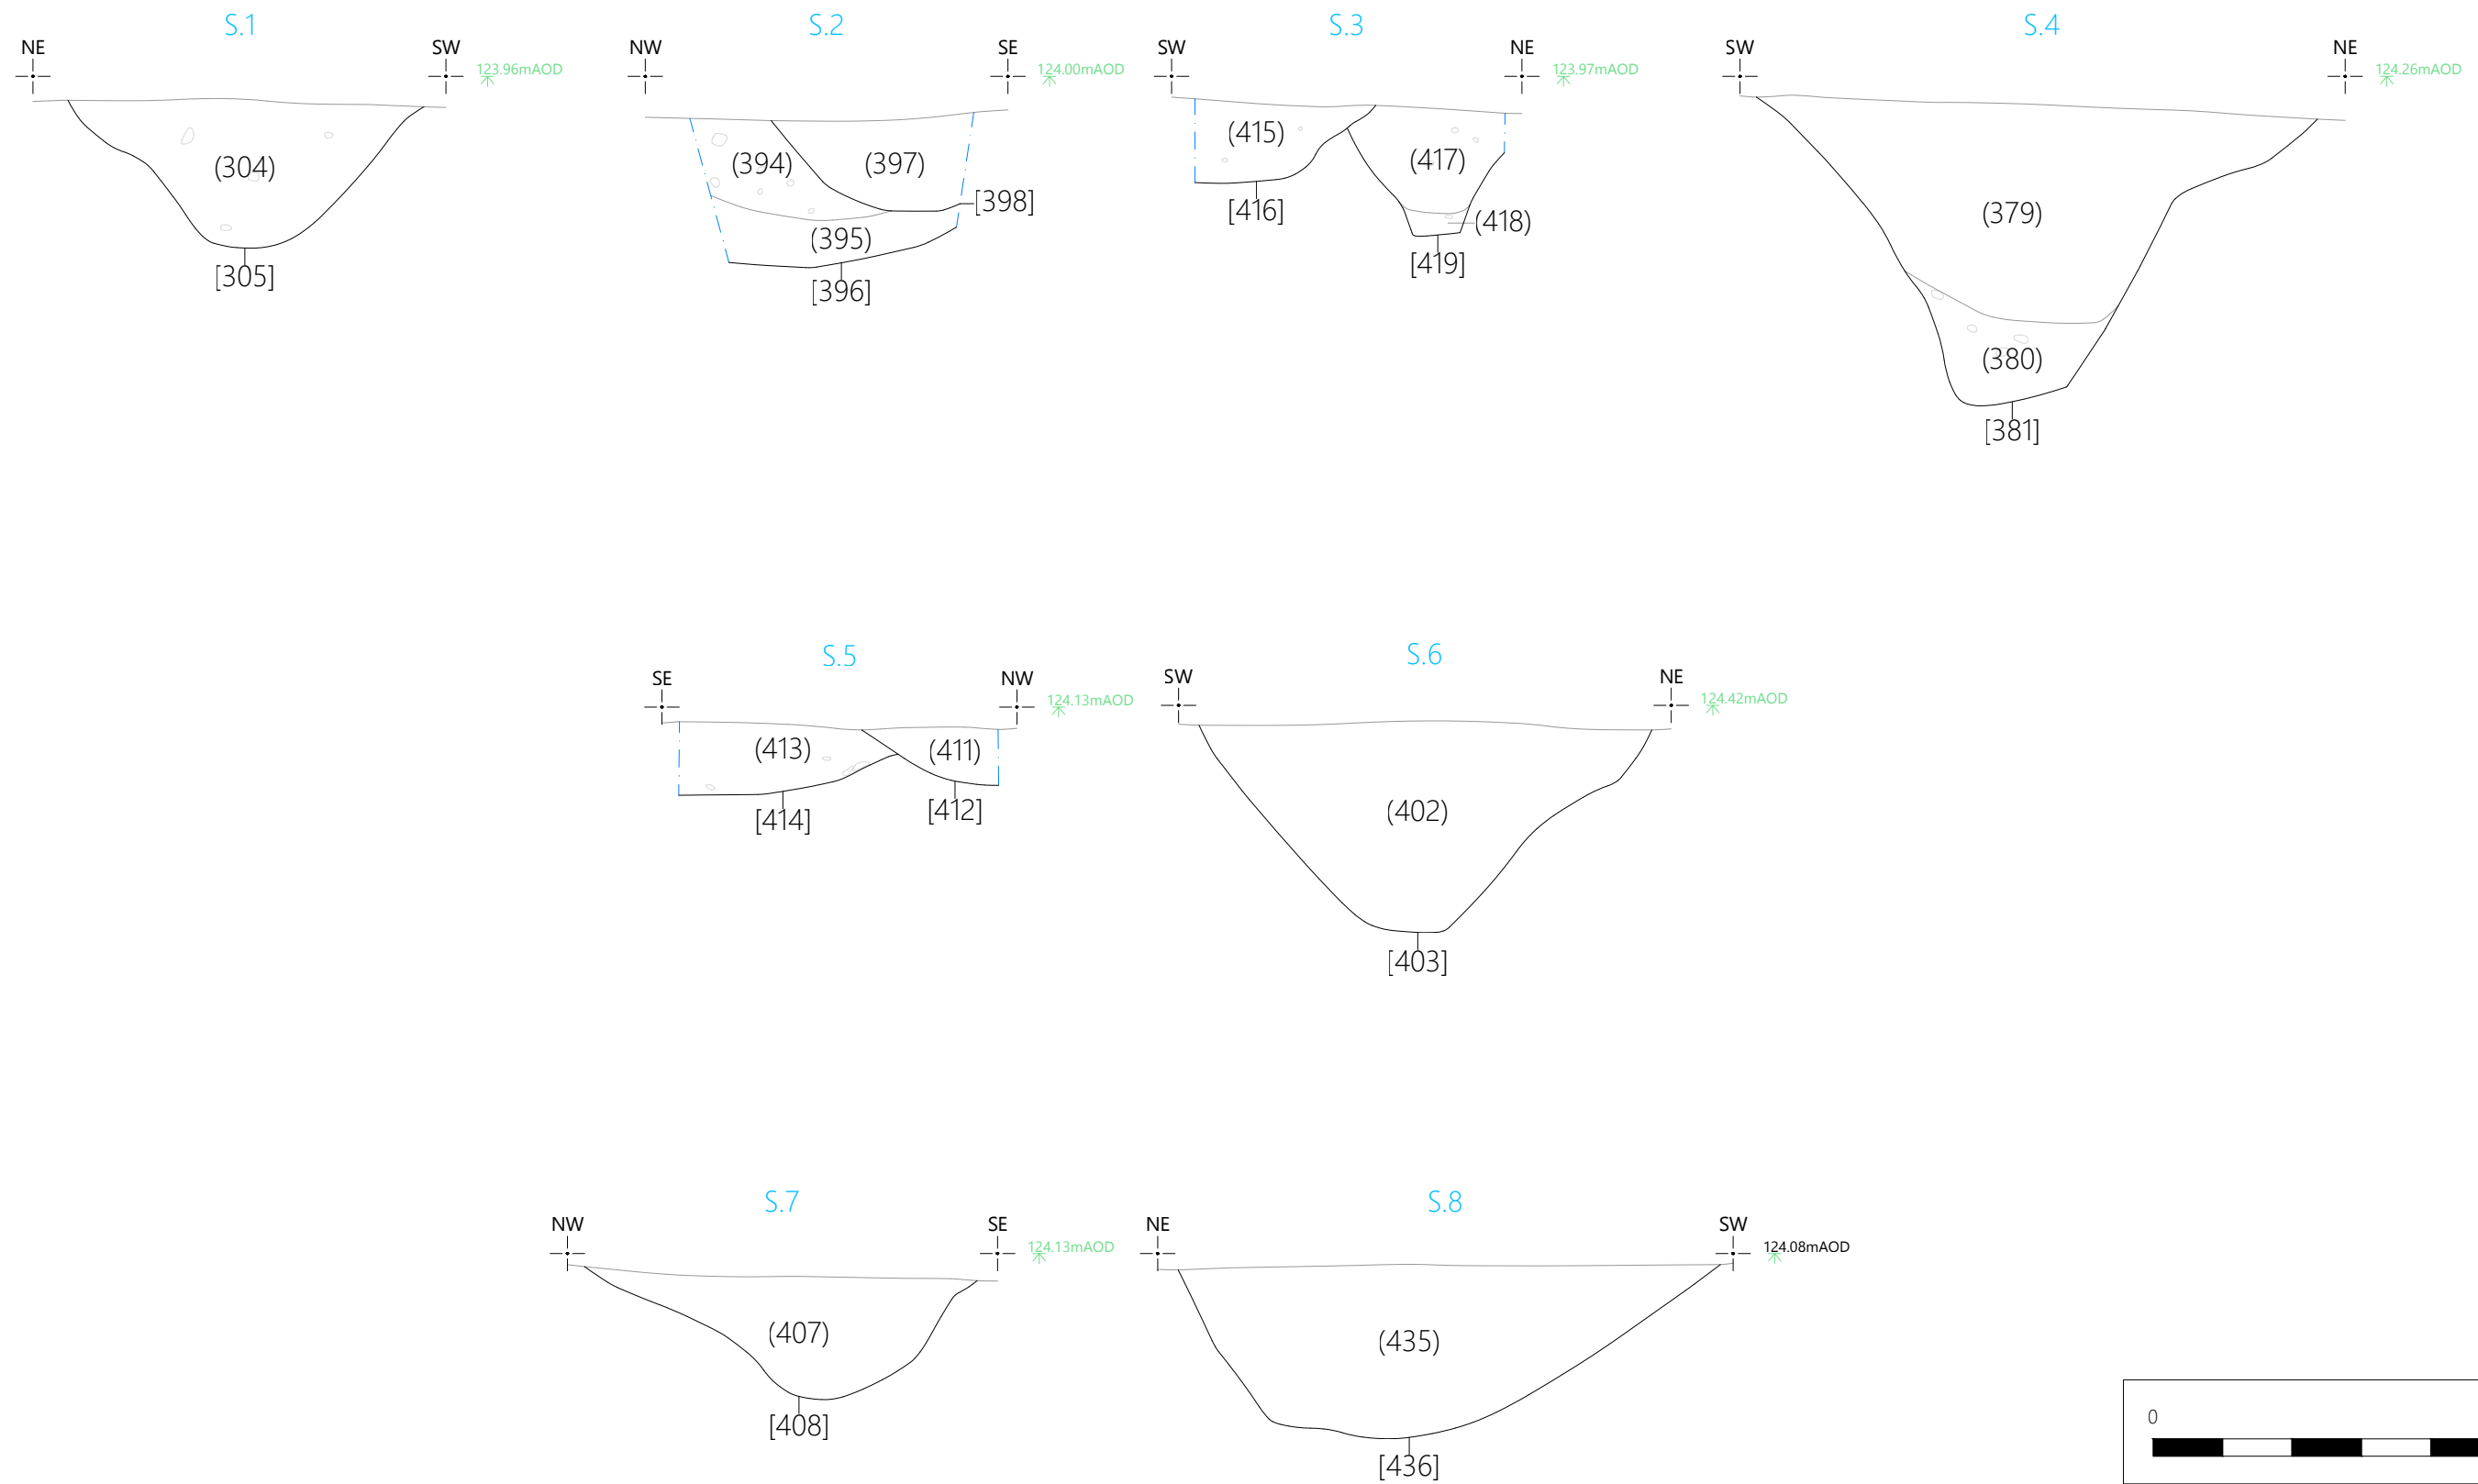 S.1
NE
SW
123.96mAOD
(304)
[305]
S.2
NW
SE
124.00mAOD
(394)
(397)
[398]
(395)
[396]
S.3
SW
NE
123.97mAOD
(415)
(417)
[416]
(418)
[419]
S.4
SW
NE
124.26mAOD
(379)
(380)
[381]
S.5
SE
NW
124.13mAOD
(413)
(411)
[414]
[412]
S.6
SW
NE
124.42mAOD
(402)
[403]
S.7
NW
SE
124.13mAOD
(407)
[408]
S.8
NE
SW
124.08mAOD
(435)
[436]
0